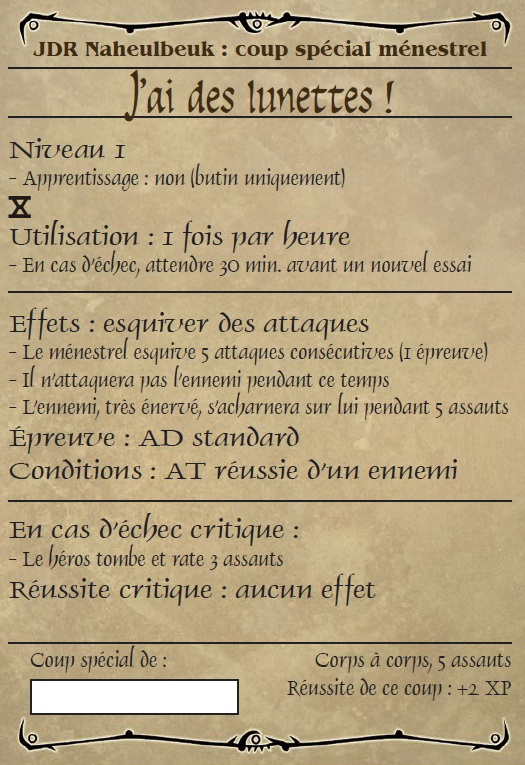 JDR Naheulbeuk : coup spécial ménestrel
J'ai des lunettes !
Niveau 1
- Apprentissage : non (butin uniquement)
X
Utilisation : 1 fois par heure
- En cas d'échec, attendre 30 min. avant un nouvel essai
Effets : esquiver des attaques
- Le ménestrel esquive 5 attaques consécutives (1 épreuve)
- Il n'attaquera pas l'ennemi pendant ce temps
- L'ennemi, très énervé, s'acharnera sur lui pendant 5 assauts
Épreuve : AD standard
Conditions : AT réussie d'un ennemi
En cas d'échec critique :
- Le héros tombe et rate 3 assauts
Réussite critique : aucun effet
Coup spécial de :
Corps à corps, 5 assauts
Réussite de ce coup : +2 XP